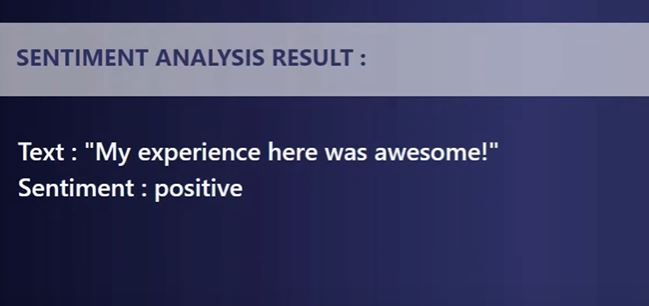 SENTIMENT ANALYSIS RESULT :
Text : "My experience here was awesome!"
Sentiment : positive